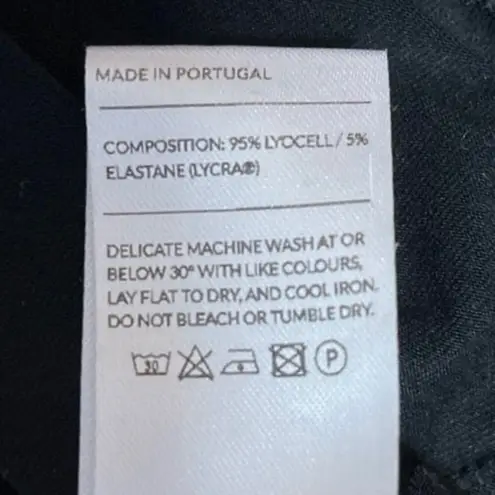 MADE IN PORTUGAL
COMPOSITION: 95% LYOCELL / 5%
ELASTANE (LYCRA®)
DELICATE MACHINE WASH AT OR
BELOW 30° WITH LIKE COLOURS,
LAY FLAT TO DRY, AND COOL IRON.
DO NOT BLEACH OR TUMBLE DRY.
30 P